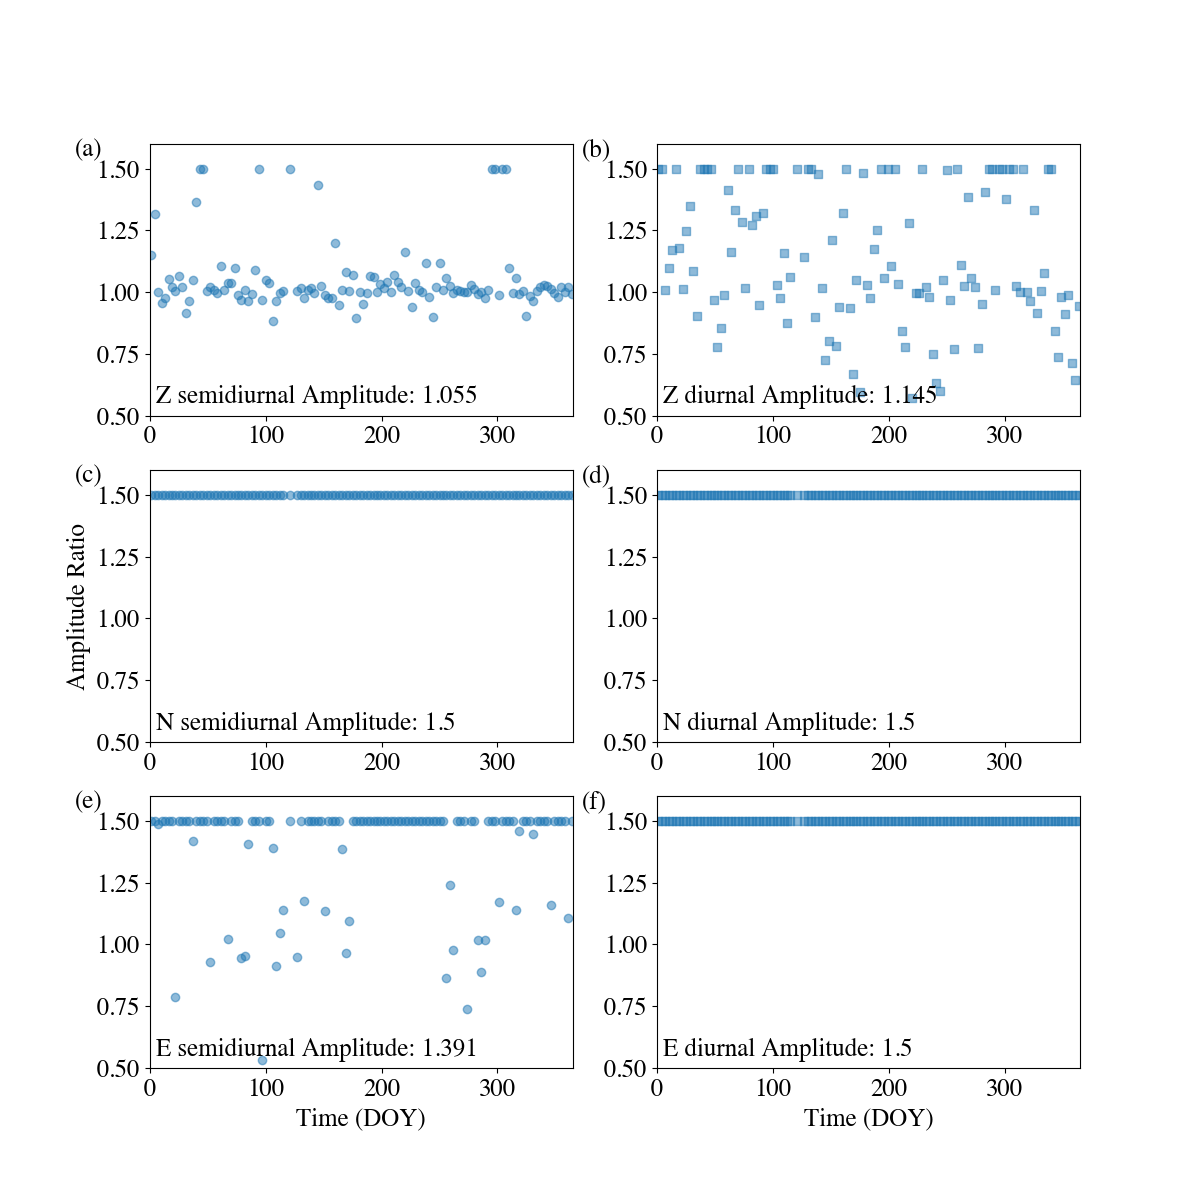 (a)
1.50
1.25
1.00
0.75
0.50
Z semidiurnal Amplitude: 1.055
0 100 200 300
(b)
1.50
1.25
1.00
0.75
0.50
Z diurnal Amplitude: 1.145
0 100 200 300
Amplitude Ratio
(c)
1.50
1.25
1.00
0.75
0.50
N semidiurnal Amplitude: 1.5
0 100 200 300
(d)
1.50
1.25
1.00
0.75
0.50
N diurnal Amplitude: 1.5
0 100 200 300
(e)
1.50
1.25
1.00
0.75
0.50
E semidiurnal Amplitude: 1.391
0 100 200 300
Time (DOY)
(f)
1.50
1.25
1.00
0.75
0.50
E diurnal Amplitude: 1.5
0 100 200 300
Time (DOY)